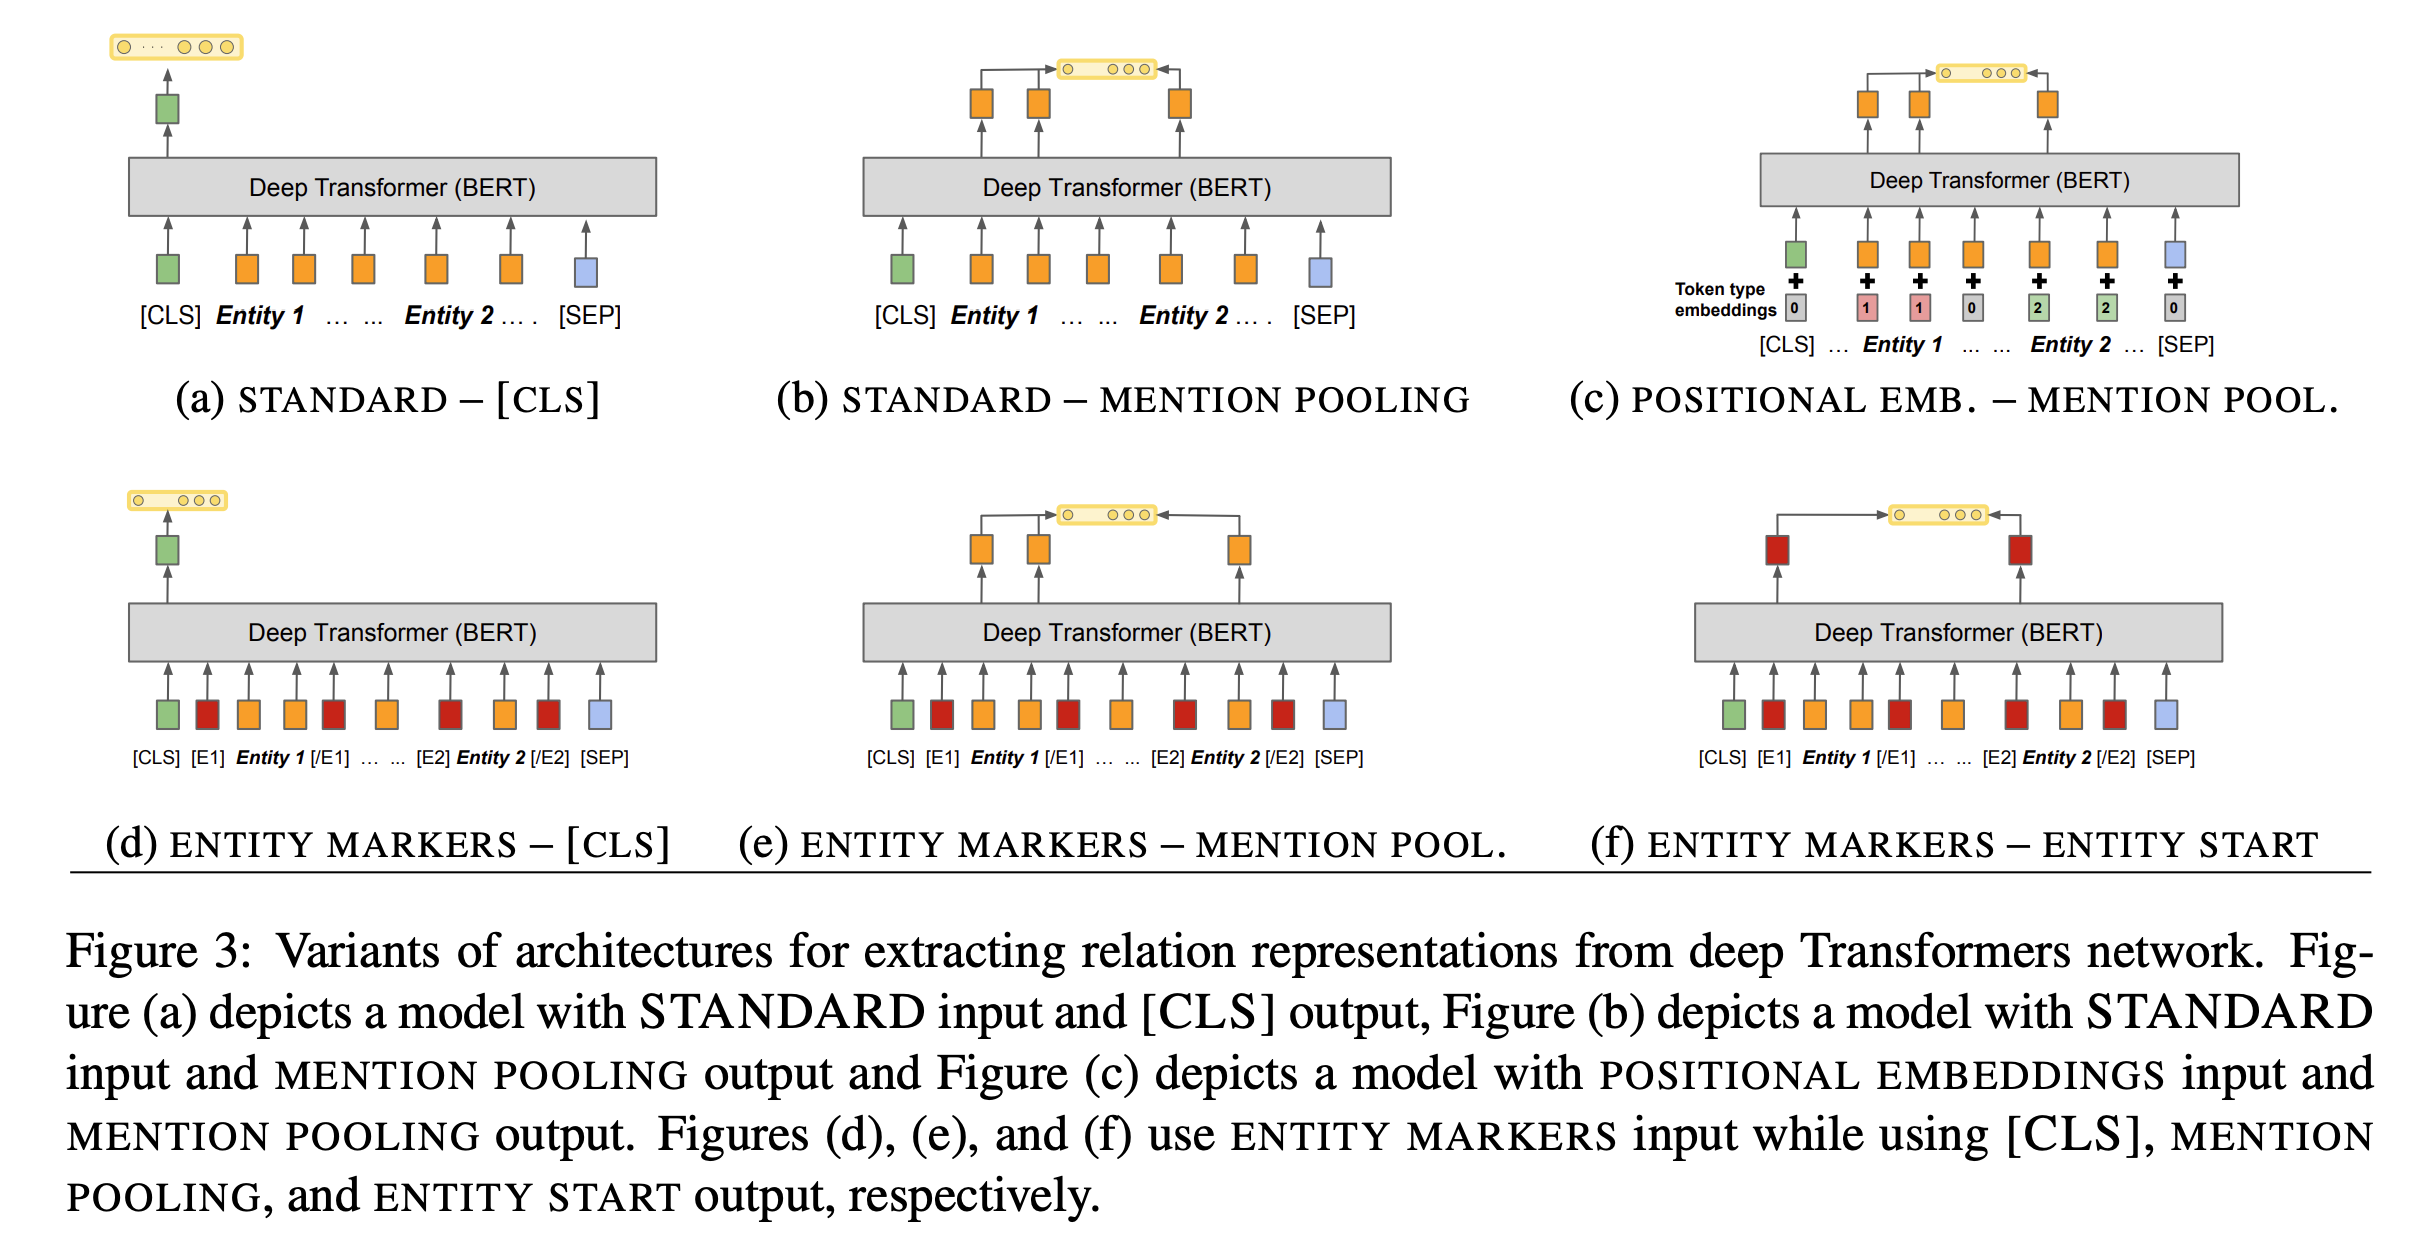 Deep Transformer (BERT)
[CLS] Entity 1 … ... Entity 2 … . [SEP]
(a) STANDARD – [CLS]
Deep Transformer (BERT)
[CLS] Entity 1 … ... Entity 2 … . [SEP]
(b) STANDARD – MENTION POOLING
Deep Transformer (BERT)
Token type
embeddings 0 1 1 0 2 2 0
[CLS] … Entity 1 … ... Entity 2 … [SEP]
(c) POSITIONAL EMB. – MENTION POOL.
Deep Transformer (BERT)
[CLS] [E1] Entity 1 [/E1] … ... [E2] Entity 2 [/E2] [SEP]
(d) ENTITY MARKERS – [CLS]
Deep Transformer (BERT)
[CLS] [E1] Entity 1 [/E1] … ... [E2] Entity 2 [/E2] [SEP]
(e) ENTITY MARKERS – MENTION POOL.
Deep Transformer (BERT)
[CLS] [E1] Entity 1 [/E1] … ... [E2] Entity 2 [/E2] [SEP]
(f) ENTITY MARKERS – ENTITY START
Figure 3: Variants of architectures for extracting relation representations from deep Transformers network. Fig-
ure (a) depicts a model with STANDARD input and [CLS] output, Figure (b) depicts a model with STANDARD
input and MENTION POOLING output and Figure (c) depicts a model with POSITIONAL EMBEDDINGS input and
MENTION POOLING output. Figures (d), (e), and (f) use ENTITY MARKERS input while using [CLS], MENTION
POOLING, and ENTITY START output, respectively.